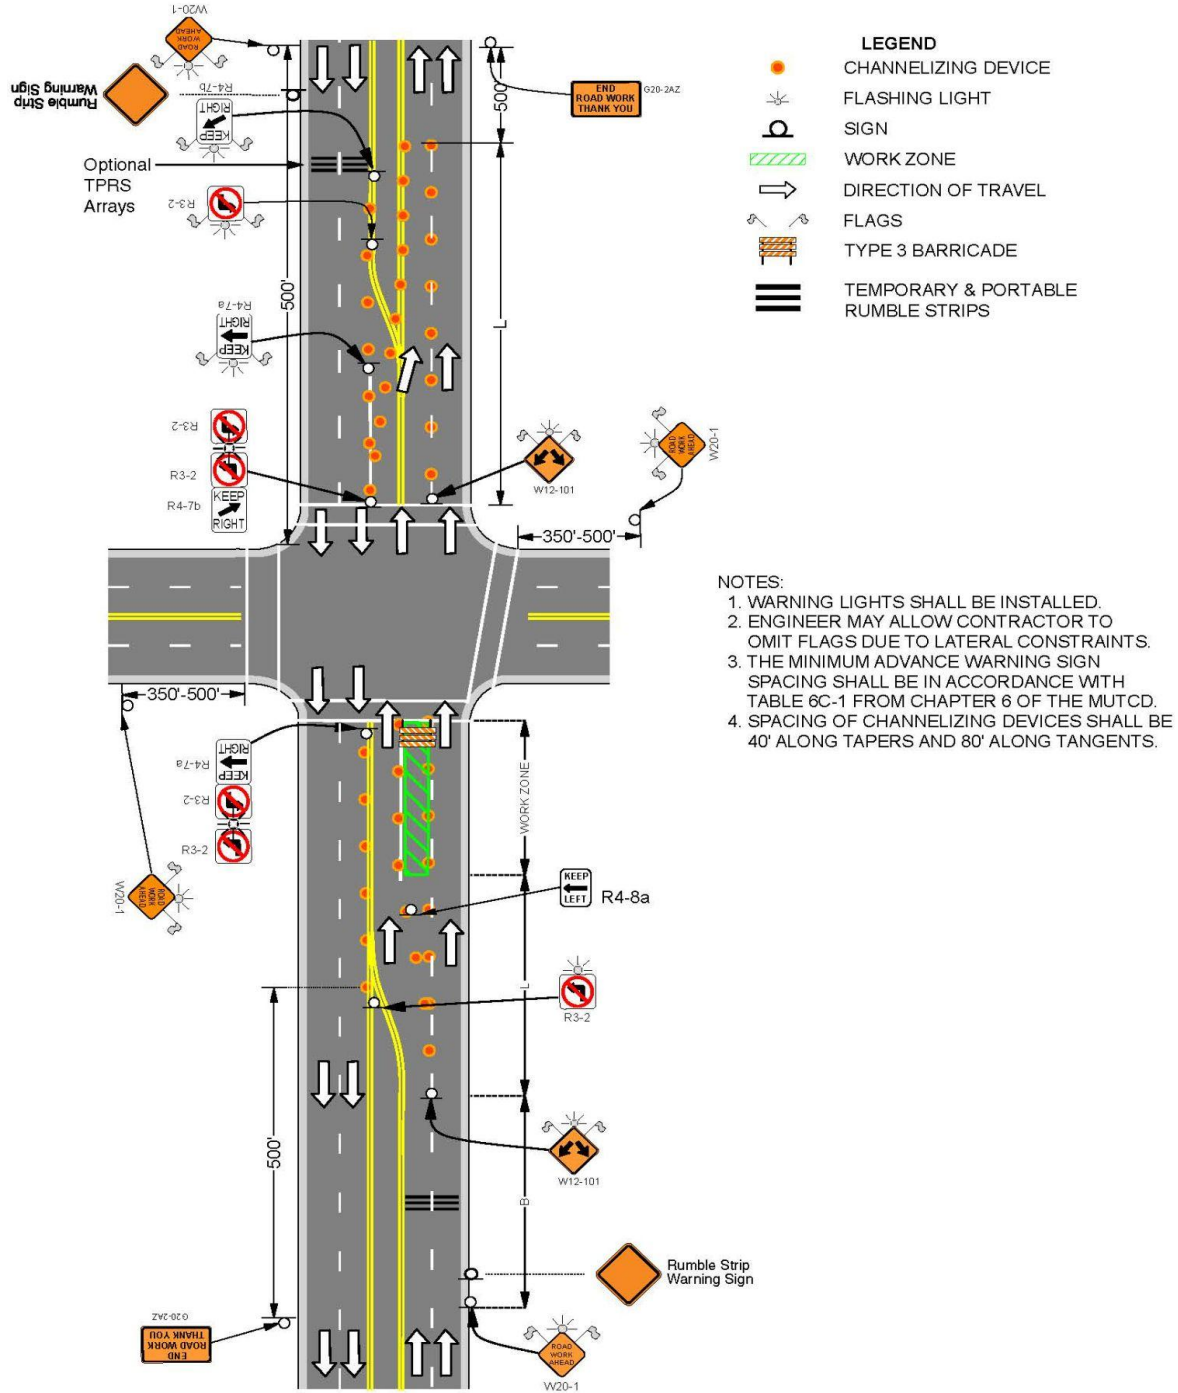 W20-1
ROAD
WORK
AHEAD
Rumble Strip
Warning Sign
R4-7b
KEEP
RIGHT
Optional
TPRS
Arrays
R3-2
500'
R4-7a
KEEP
RIGHT
R3-2
R3-2
R4-7b
KEEP
RIGHT
END
ROAD WORK
THANK YOU
G20-2AZ
500'
L
W12-101
ROAD
WORK
AHEAD
W20-1
350'-500'
LEGEND
CHANNELIZING DEVICE
FLASHING LIGHT
SIGN
WORK ZONE
DIRECTION OF TRAVEL
FLAGS
TYPE 3 BARRICADE
TEMPORARY & PORTABLE
RUMBLE STRIPS
NOTES:
1. WARNING LIGHTS SHALL BE INSTALLED.
2. ENGINEER MAY ALLOW CONTRACTOR TO
OMIT FLAGS DUE TO LATERAL CONSTRAINTS.
3. THE MINIMUM ADVANCE WARNING SIGN
SPACING SHALL BE IN ACCORDANCE WITH
TABLE 6C-1 FROM CHAPTER 6 OF THE MUTCD.
4. SPACING OF CHANNELIZING DEVICES SHALL BE
40' ALONG TAPERS AND 80' ALONG TANGENTS.
350'-500'
R4-7a
KEEP
RIGHT
R3-2
R3-2
W20-1
ROAD
WORK
AHEAD
WORK ZONE
KEEP
LEFT
R4-8a
R3-2
L
500'
W12-101
B
Rumble Strip
Warning Sign
G20-2AZ
END
ROAD WORK
THANK YOU
ROAD
WORK
AHEAD
W20-1